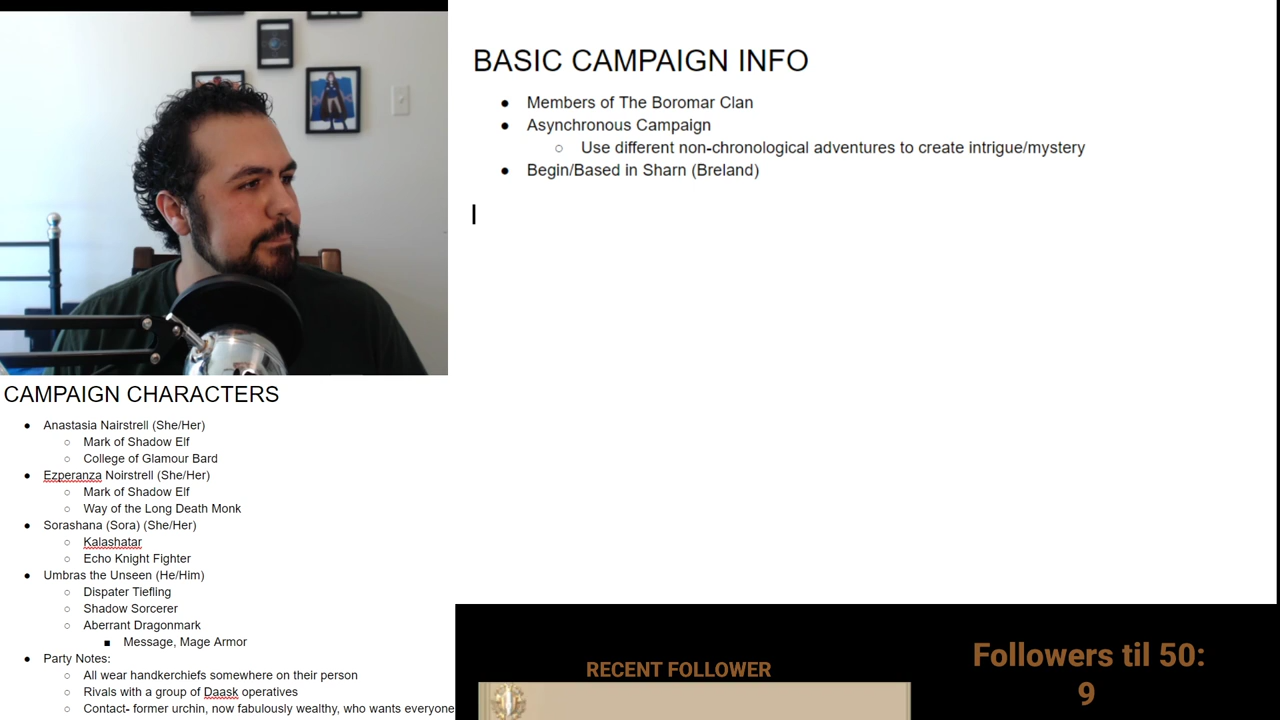 BASIC CAMPAIGN INFO
● Members of The Boromar Clan
● Asynchronous Campaign
○ Use different non-chronological adventures to create intrigue/mystery
● Begin/Based in Sharn (Breland)
CAMPAIGN CHARACTERS
● Anastasia Nairstrell (She/Her)
○ Mark of Shadow Elf
○ College of Glamour Bard
● Ezperanza Noirstrell (She/Her)
○ Mark of Shadow Elf
○ Way of the Long Death Monk
● Sorashana (Sora) (She/Her)
○ Kalashatar
○ Echo Knight Fighter
● Umbras the Unseen (He/Him)
○ Dispater Tiefling
○ Shadow Sorcerer
○ Aberrant Dragonmark
■ Message, Mage Armor
● Party Notes:
○ All wear handkerchiefs somewhere on their person
○ Rivals with a group of Daask operatives
○ Contact- former urchin, now fabulously wealthy, who wants everyone
RECENT FOLLOWER
Followers til 50:
9